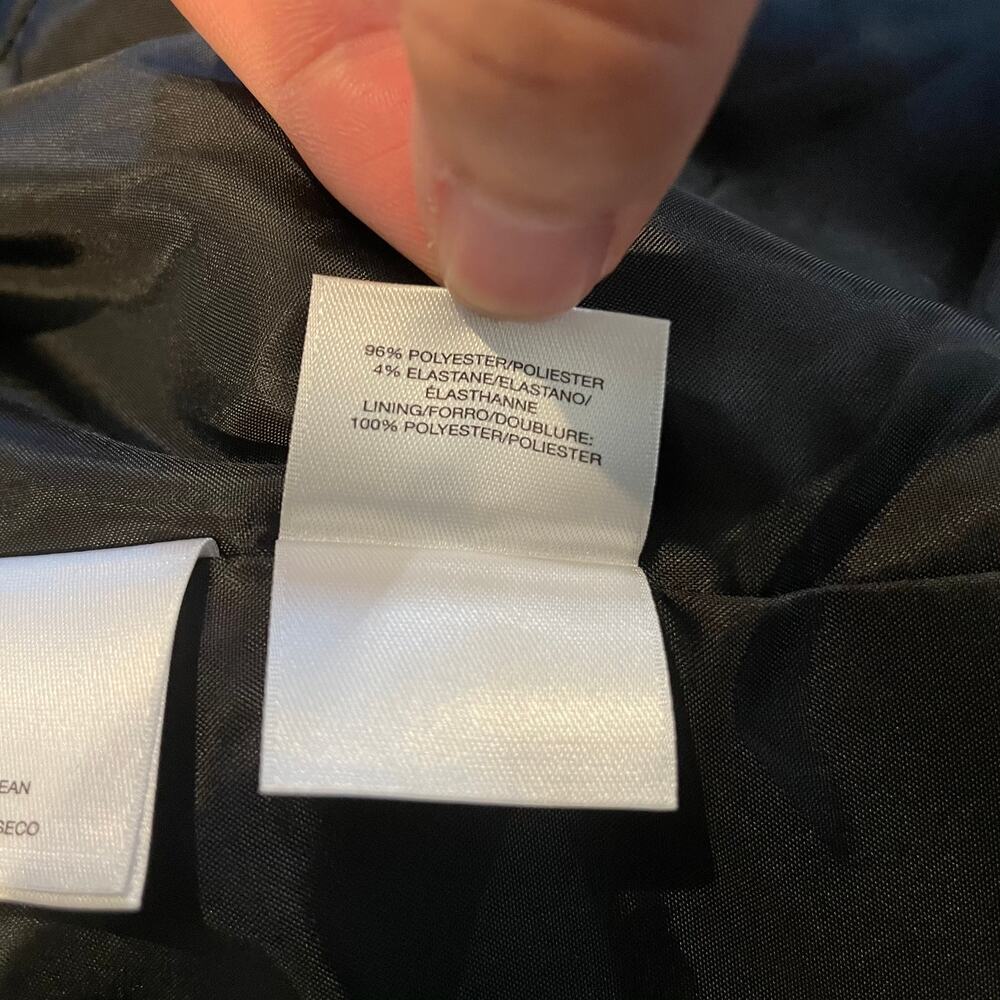 96% POLYESTER/POLIESTER
4% ELASTANE/ELASTANO/
ÉLASTHANNE
LINING/FORRO/DOUBLURE:
100% POLYESTER/POLIESTER
EAN
SECO